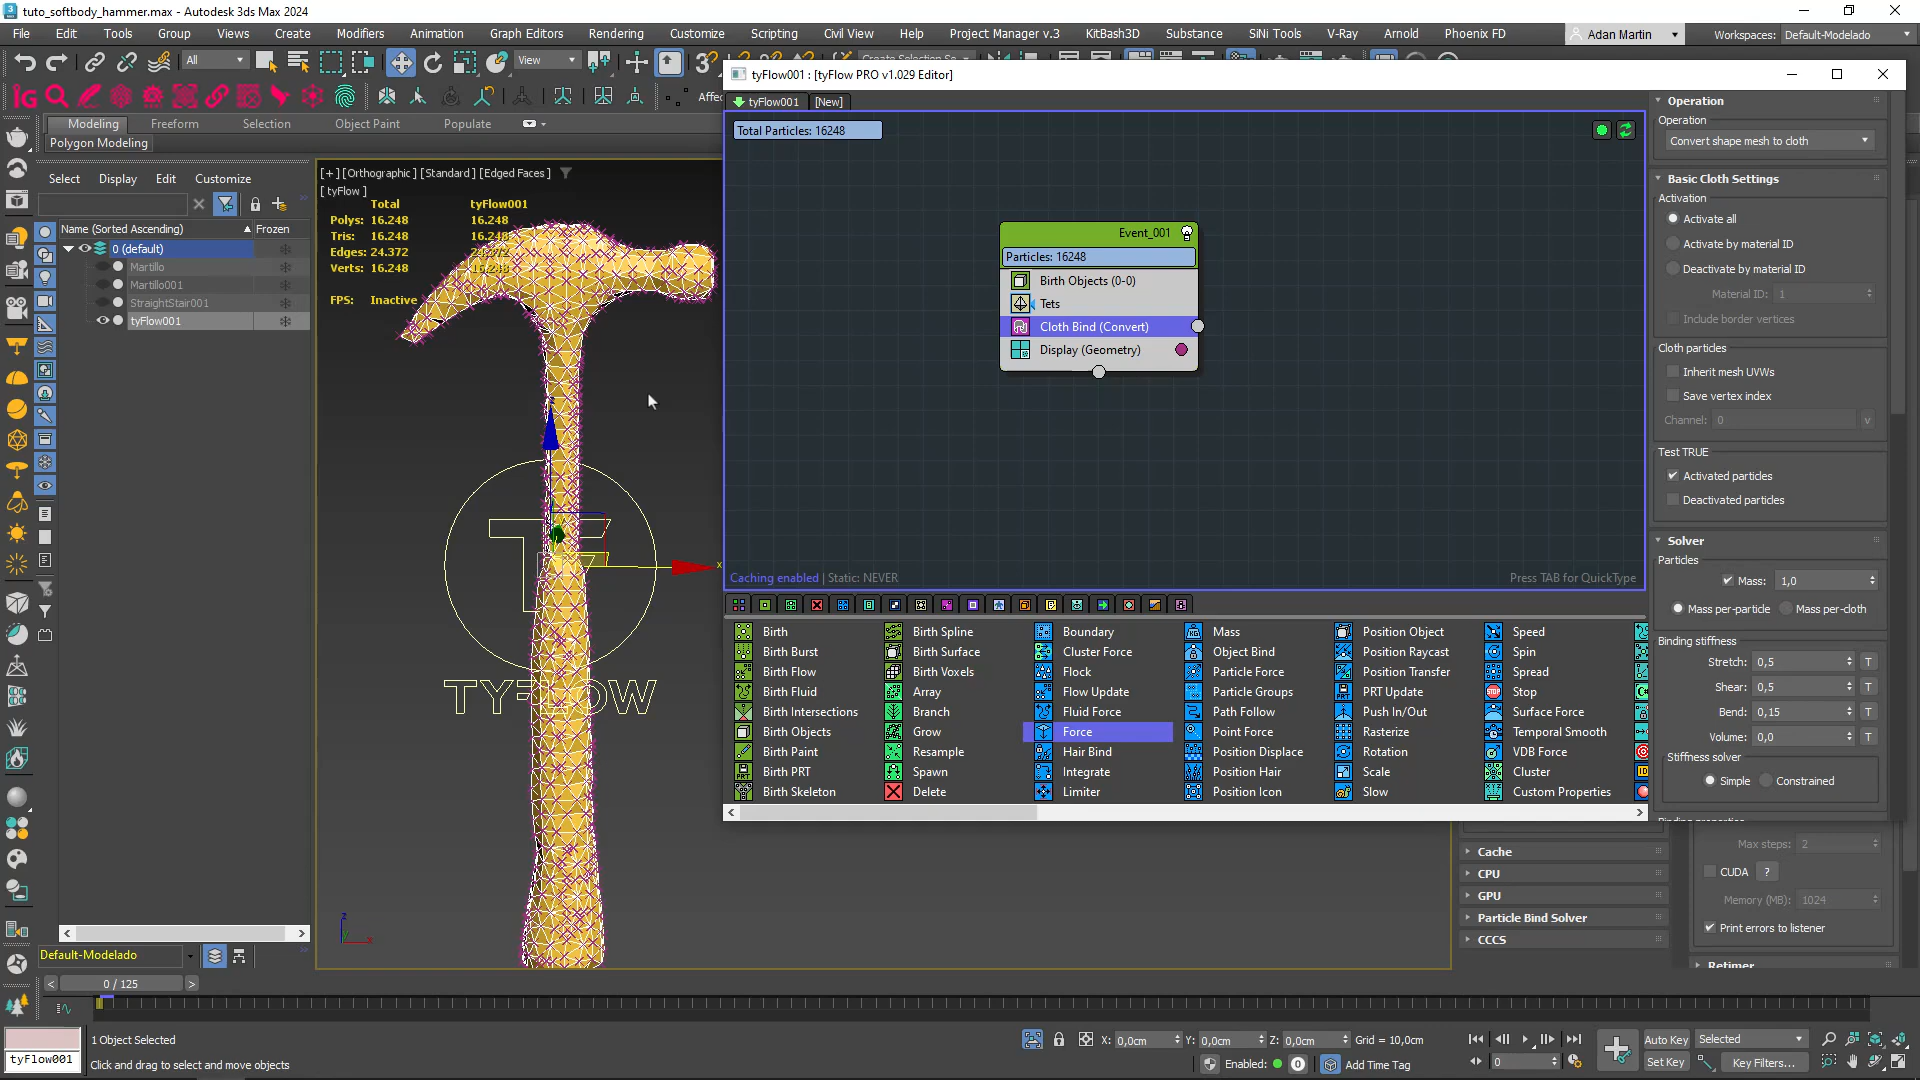 tuto_softbody_hammer.max - Autodesk 3ds Max 2024
File Edit Tools Group Views Create Modifiers Animation Graph Editors Rendering Customize Scripting Civil View Help Project Manager v.3 KitBash3D Substance SiNi Tools V-Ray Arnold Phoenix FD Adan Martin Workspaces: Default-Modelado
All View
tyFlow001 : [tyFlow PRO v1.029 Editor]
tyFlow001 [New]
Total Particles: 16248
Modeling Freeform Selection Object Paint Populate
Polygon Modeling
Select Display Edit Customize
Name (Sorted Ascending) Frozen
0 (default)
Martillo
Martillo001
StraightStair001
tyFlow001
[+] [Orthographic ] [Standard ] [Edged Faces ]
[ tyFlow ]
Total tyFlow001
Polys: 16.248 16.248
Tris: 16.248 16.248
Edges: 24.372 24.372
Verts: 16.248 16.248
FPS: Inactive
x
TYFLOW
z
Event_001
Particles: 16248
Birth Objects (0-0)
Tets
Cloth Bind (Convert)
Display (Geometry)
Caching enabled | Static: NEVER
Press TAB for QuickType
Birth Birth Spline Boundary Mass Position Object Speed
Birth Burst Birth Surface Cluster Force Object Bind Position Raycast Spin
Birth Flow Birth Voxels Flock Particle Force Position Transfer Spread
Birth Fluid Array Flow Update Particle Groups PRT Update Stop
Birth Intersections Branch Fluid Force Path Follow Push In/Out Surface Force
Birth Objects Grow Force Point Force Rasterize Temporal Smooth
Birth Paint Resample Hair Bind Position Displace Rotation VDB Force
Birth PRT Spawn Integrate Position Hair Scale Cluster
Birth Skeleton Delete Limiter Position Icon Slow Custom Properties
Operation
Operation
Convert shape mesh to cloth
Basic Cloth Settings
Activation
Activate all
Activate by material ID
Deactivate by material ID
Material ID: 1
Include border vertices
Cloth particles
Inherit mesh UVWs
Save vertex index
Channel: 0 v
Test TRUE
Activated particles
Deactivated particles
Solver
Particles
Mass: 1,0
Mass per-particle Mass per-cloth
Binding stiffness
Stretch: 0,5 T
Shear: 0,5 T
Bend: 0,15 T
Volume: 0,0 T
Stiffness solver
Simple Constrained
Cache
CPU
GPU
Particle Bind Solver
CCCS
Max steps: 2
CUDA ?
Memory (MB): 1024
Print errors to listener
Retimer
Default-Modelado
0 / 125
tyFlow001
1 Object Selected
Click and drag to select and move objects
X: 0,0cm Y: 0,0cm Z: 0,0cm Grid = 10,0cm
Enabled: 0 Add Time Tag
0
Auto Key Selected
Set Key Key Filters...